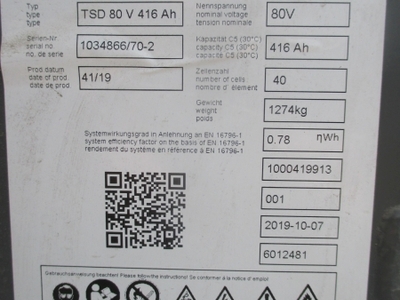 Typ
type
type
TSD 80 V 416 Ah
Nennspannung
nominal voltage
tension nominale
80V
Serien-Nr
serial no.
no. de série
1034866/70-2
Kapazität C5 (30°C)
capacity C5 (30°C)
capacité C5 (30°C)
416 Ah
Prod datum
date of prod
date de prod
41/19
Zellenzahl
number of cells
nombre d' élément
40
Gewicht
weight
poids
1274kg
Systemwirkungsgrad in Anlehnung an EN 16796-1
system efficiency factor on the basis of EN 16796-1
rendement du système en référence à EN 16796-1
0.78 ηWh
1000419913
001
2019-10-07
6012481
Gebrauchsanweisung beachten! Please follow the instructions! Se conformer à la notice d' emploi!